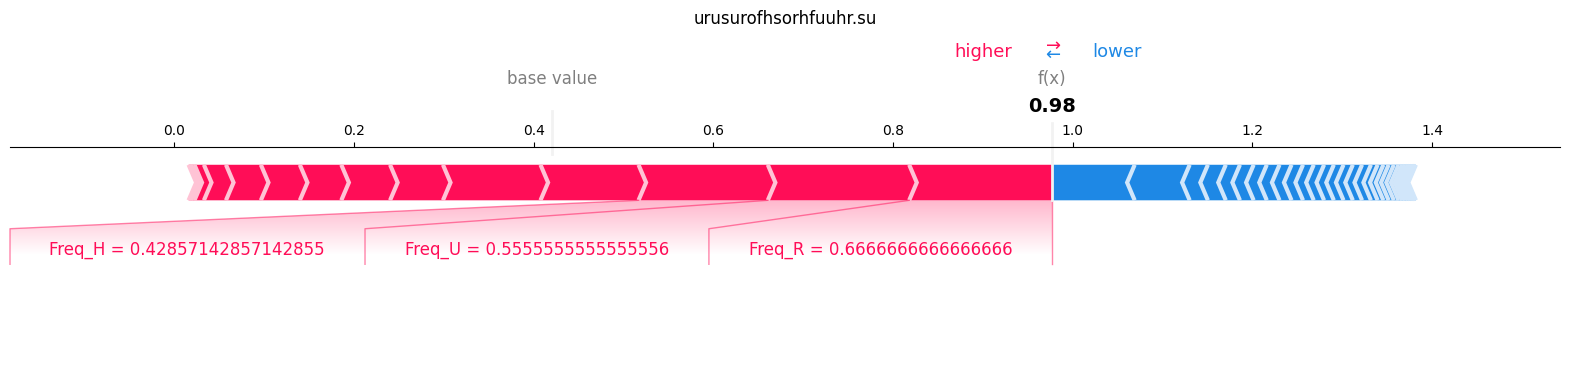 urusurofhsorhfuuhr.su
higher → ← lower
base value f(x)
0.98
0.0 0.2 0.4 0.6 0.8 1.0 1.2 1.4
Freq_H = 0.42857142857142855 Freq_U = 0.5555555555555556 Freq_R = 0.6666666666666666